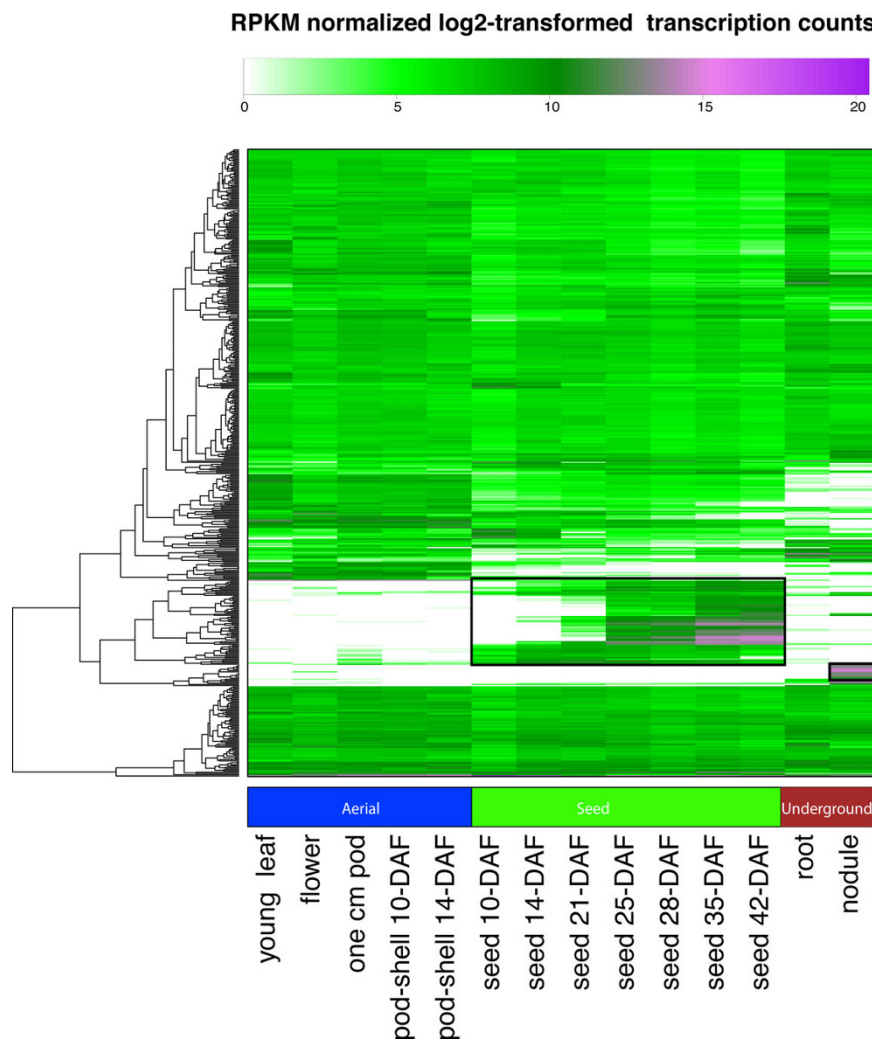 RPKM normalized log2-transformed transcription counts
0 5 10 15 20
Aerial Seed Underground
young leaf
flower
one cm pod
pod-shell 10-DAF
pod-shell 14-DAF
seed 10-DAF
seed 14-DAF
seed 21-DAF
seed 25-DAF
seed 28-DAF
seed 35-DAF
seed 42-DAF
root
nodule